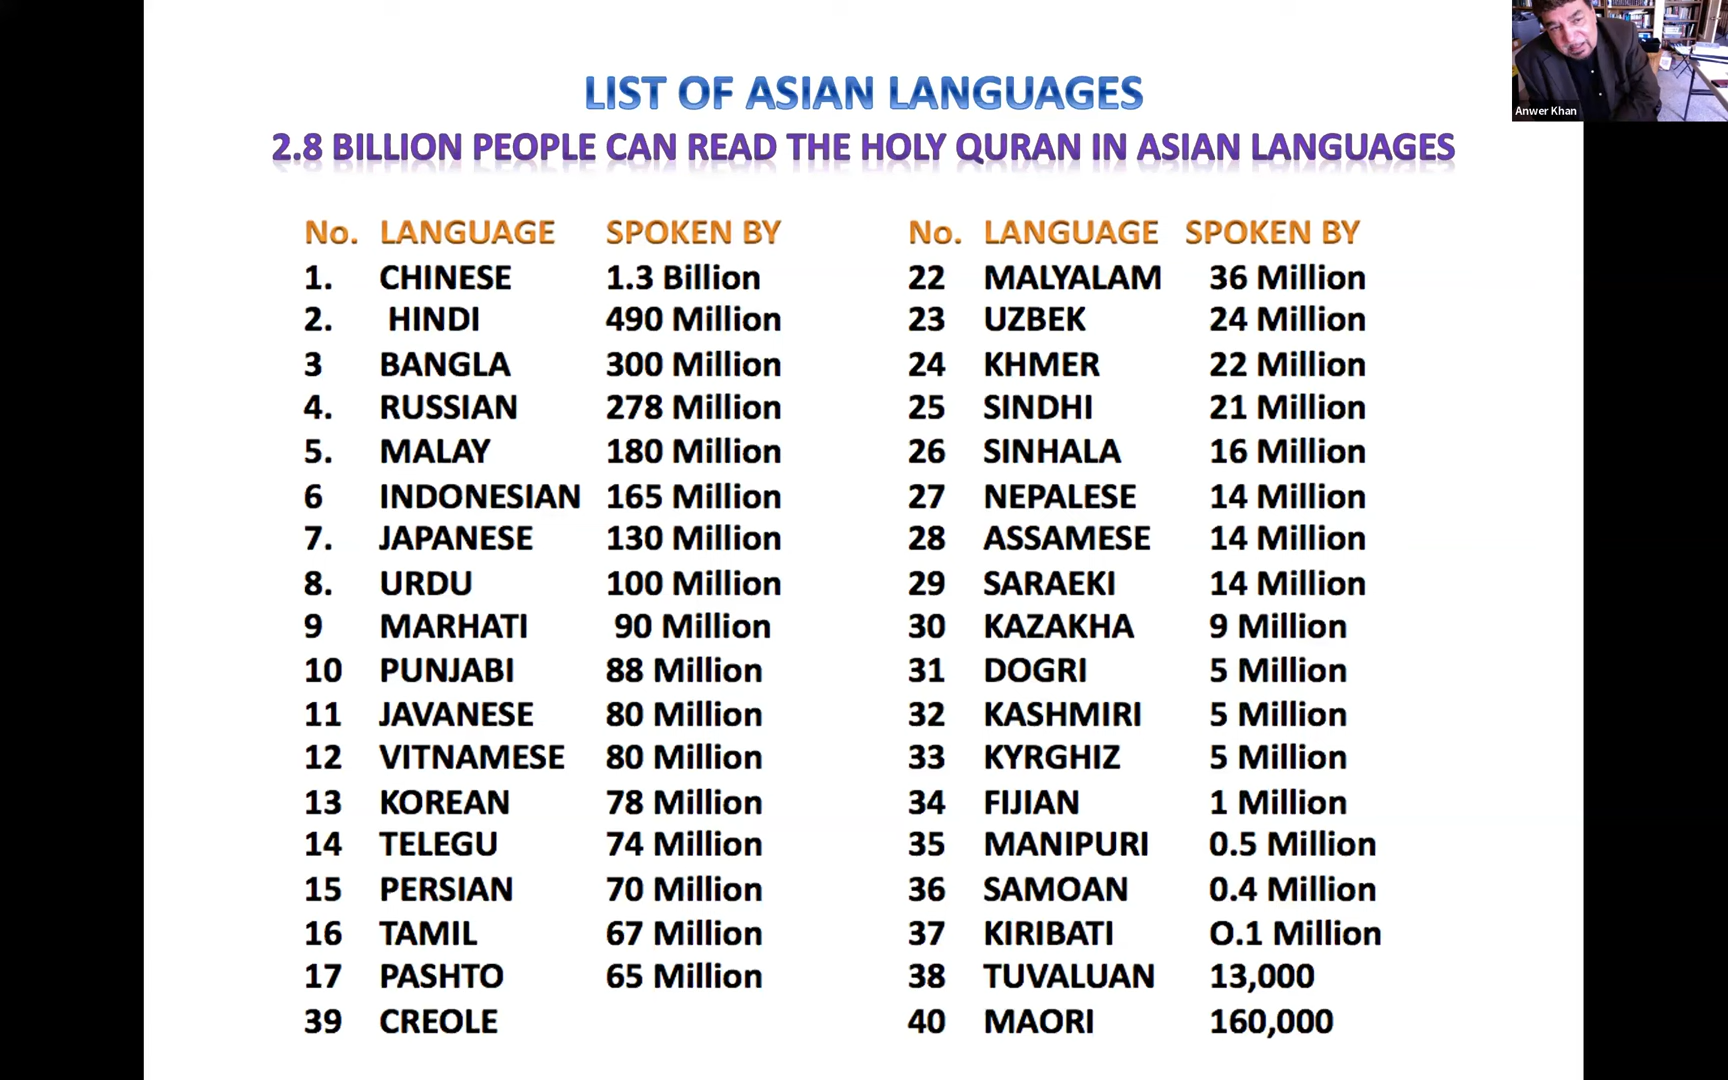 LIST OF ASIAN LANGUAGES
2.8 BILLION PEOPLE CAN READ THE HOLY QURAN IN ASIAN LANGUAGES
No. LANGUAGE SPOKEN BY No. LANGUAGE SPOKEN BY
1. CHINESE 1.3 Billion 22 MALYALAM 36 Million
2. HINDI 490 Million 23 UZBEK 24 Million
3 BANGLA 300 Million 24 KHMER 22 Million
4. RUSSIAN 278 Million 25 SINDHI 21 Million
5. MALAY 180 Million 26 SINHALA 16 Million
6 INDONESIAN 165 Million 27 NEPALESE 14 Million
7. JAPANESE 130 Million 28 ASSAMESE 14 Million
8. URDU 100 Million 29 SARAEKI 14 Million
9 MARHATI 90 Million 30 KAZAKHA 9 Million
10 PUNJABI 88 Million 31 DOGRI 5 Million
11 JAVANESE 80 Million 32 KASHMIRI 5 Million
12 VITNAMESE 80 Million 33 KYRGHIZ 5 Million
13 KOREAN 78 Million 34 FIJIAN 1 Million
14 TELEGU 74 Million 35 MANIPURI 0.5 Million
15 PERSIAN 70 Million 36 SAMOAN 0.4 Million
16 TAMIL 67 Million 37 KIRIBATI O.1 Million
17 PASHTO 65 Million 38 TUVALUAN 13,000
39 CREOLE 40 MAORI 160,000
Anwer Khan